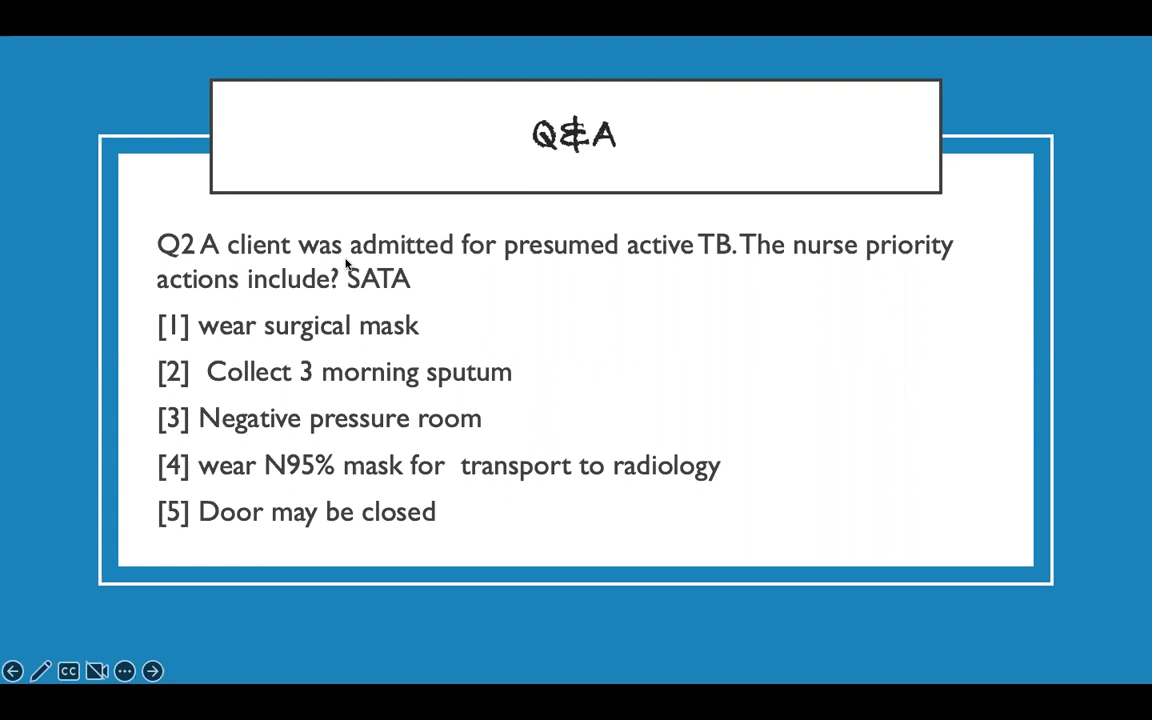 Q&A
Q2 A client was admitted for presumed active TB. The nurse priority
actions include? SATA
[1] wear surgical mask
[2] Collect 3 morning sputum
[3] Negative pressure room
[4] wear N95% mask for transport to radiology
[5] Door may be closed
CC